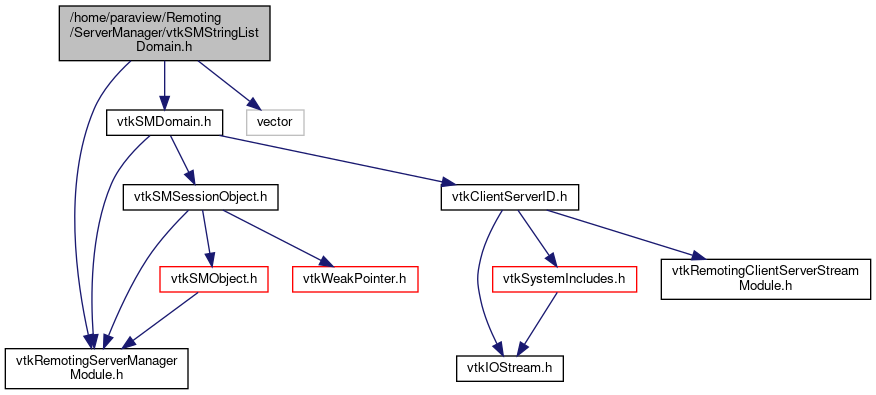 /home/paraview/Remoting
/ServerManager/vtkSMStringList
Domain.h
vtkSMDomain.h
vector
vtkSMSessionObject.h
vtkClientServerID.h
vtkSMObject.h
vtkWeakPointer.h
vtkSystemIncludes.h
vtkRemotingClientServerStream
Module.h
vtkRemotingServerManager
Module.h
vtkIOStream.h